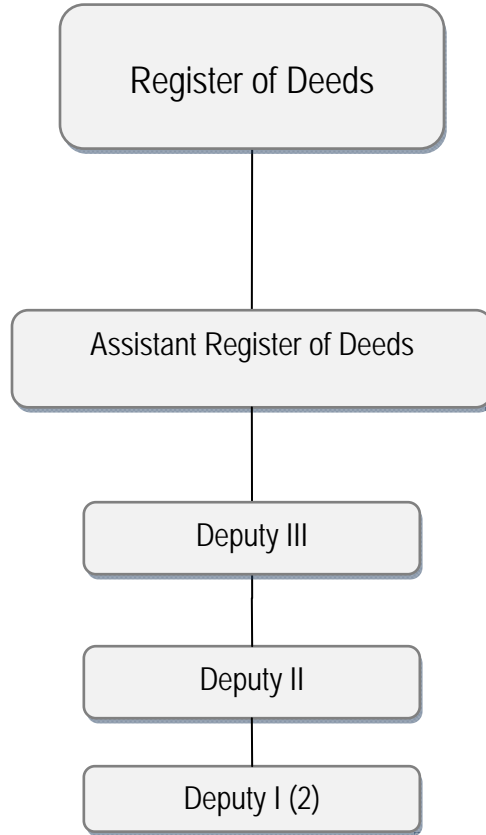 Register of Deeds
Assistant Register of Deeds
Deputy III
Deputy II
Deputy I (2)